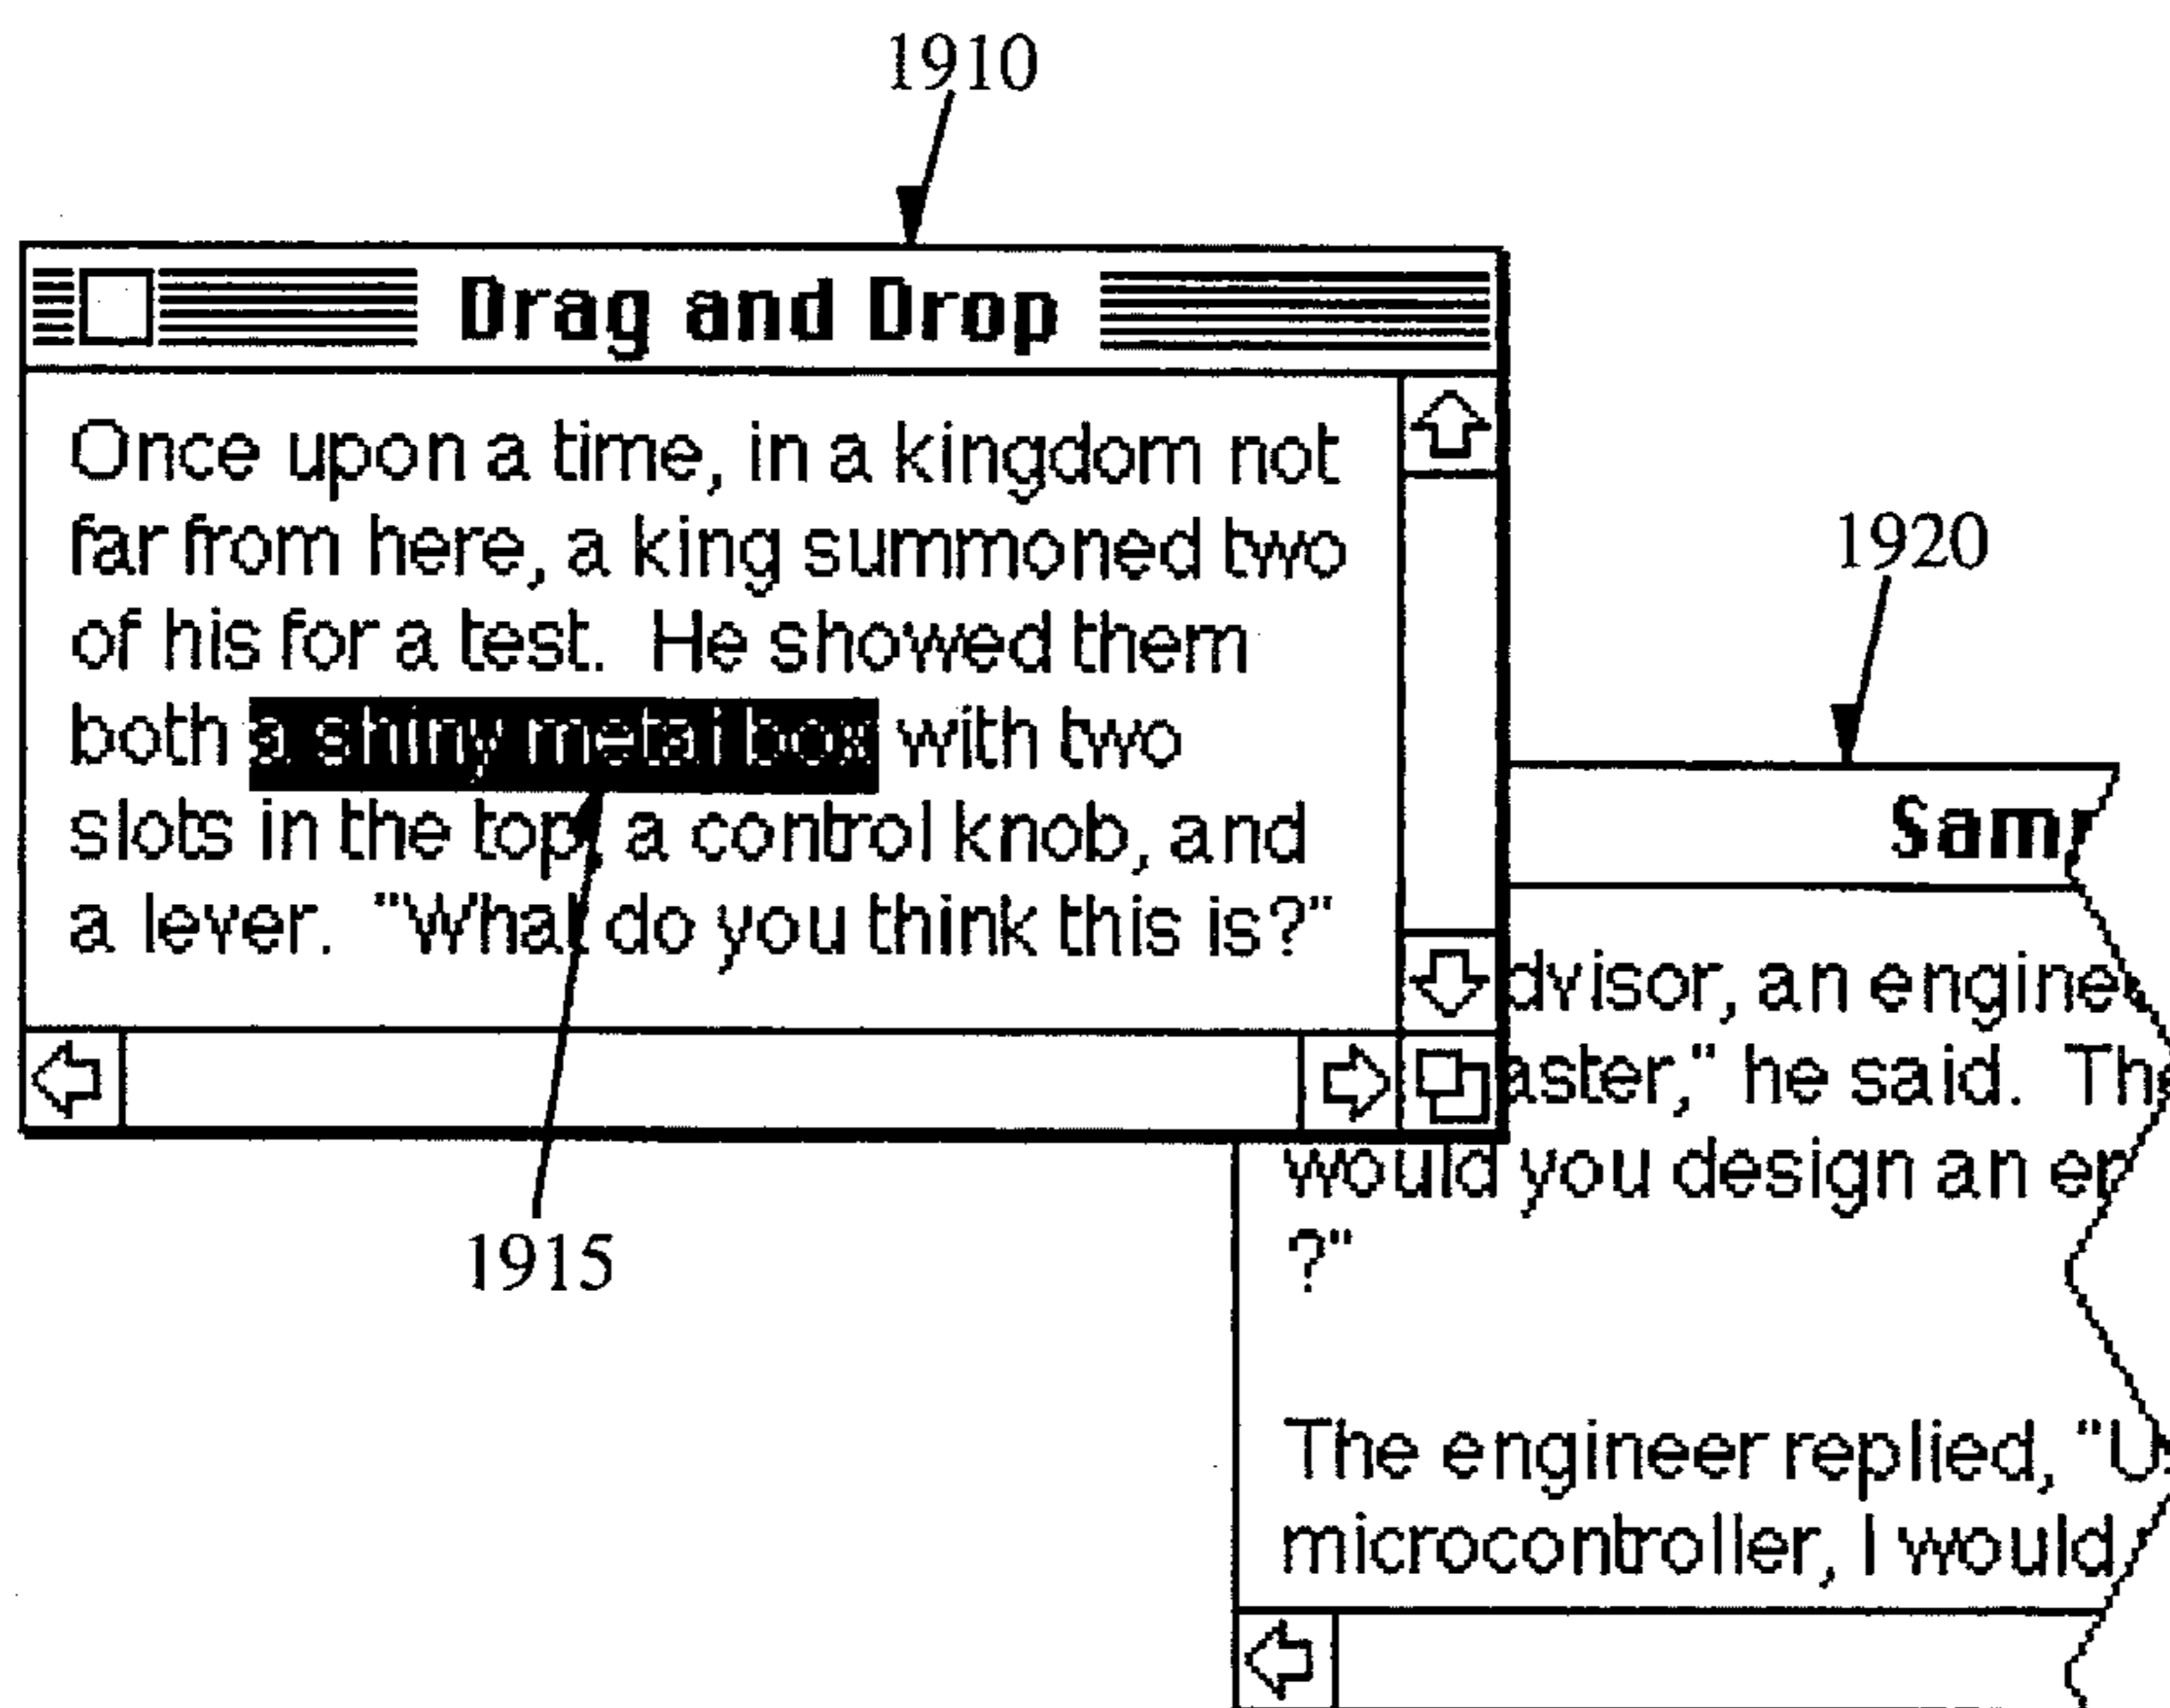 1910
Drag and Drop
Once upon a time, in a kingdom not
far from here, a king summoned two
of his for a test. He showed them
both a shiny metal box with two
slots in the top, a control knob, and
a lever. "What do you think this is?"
1915
1920
Sam
dvisor, an engine
aster," he said. The
would you design an
?"
The engineer replied, "U
microcontroller, I would